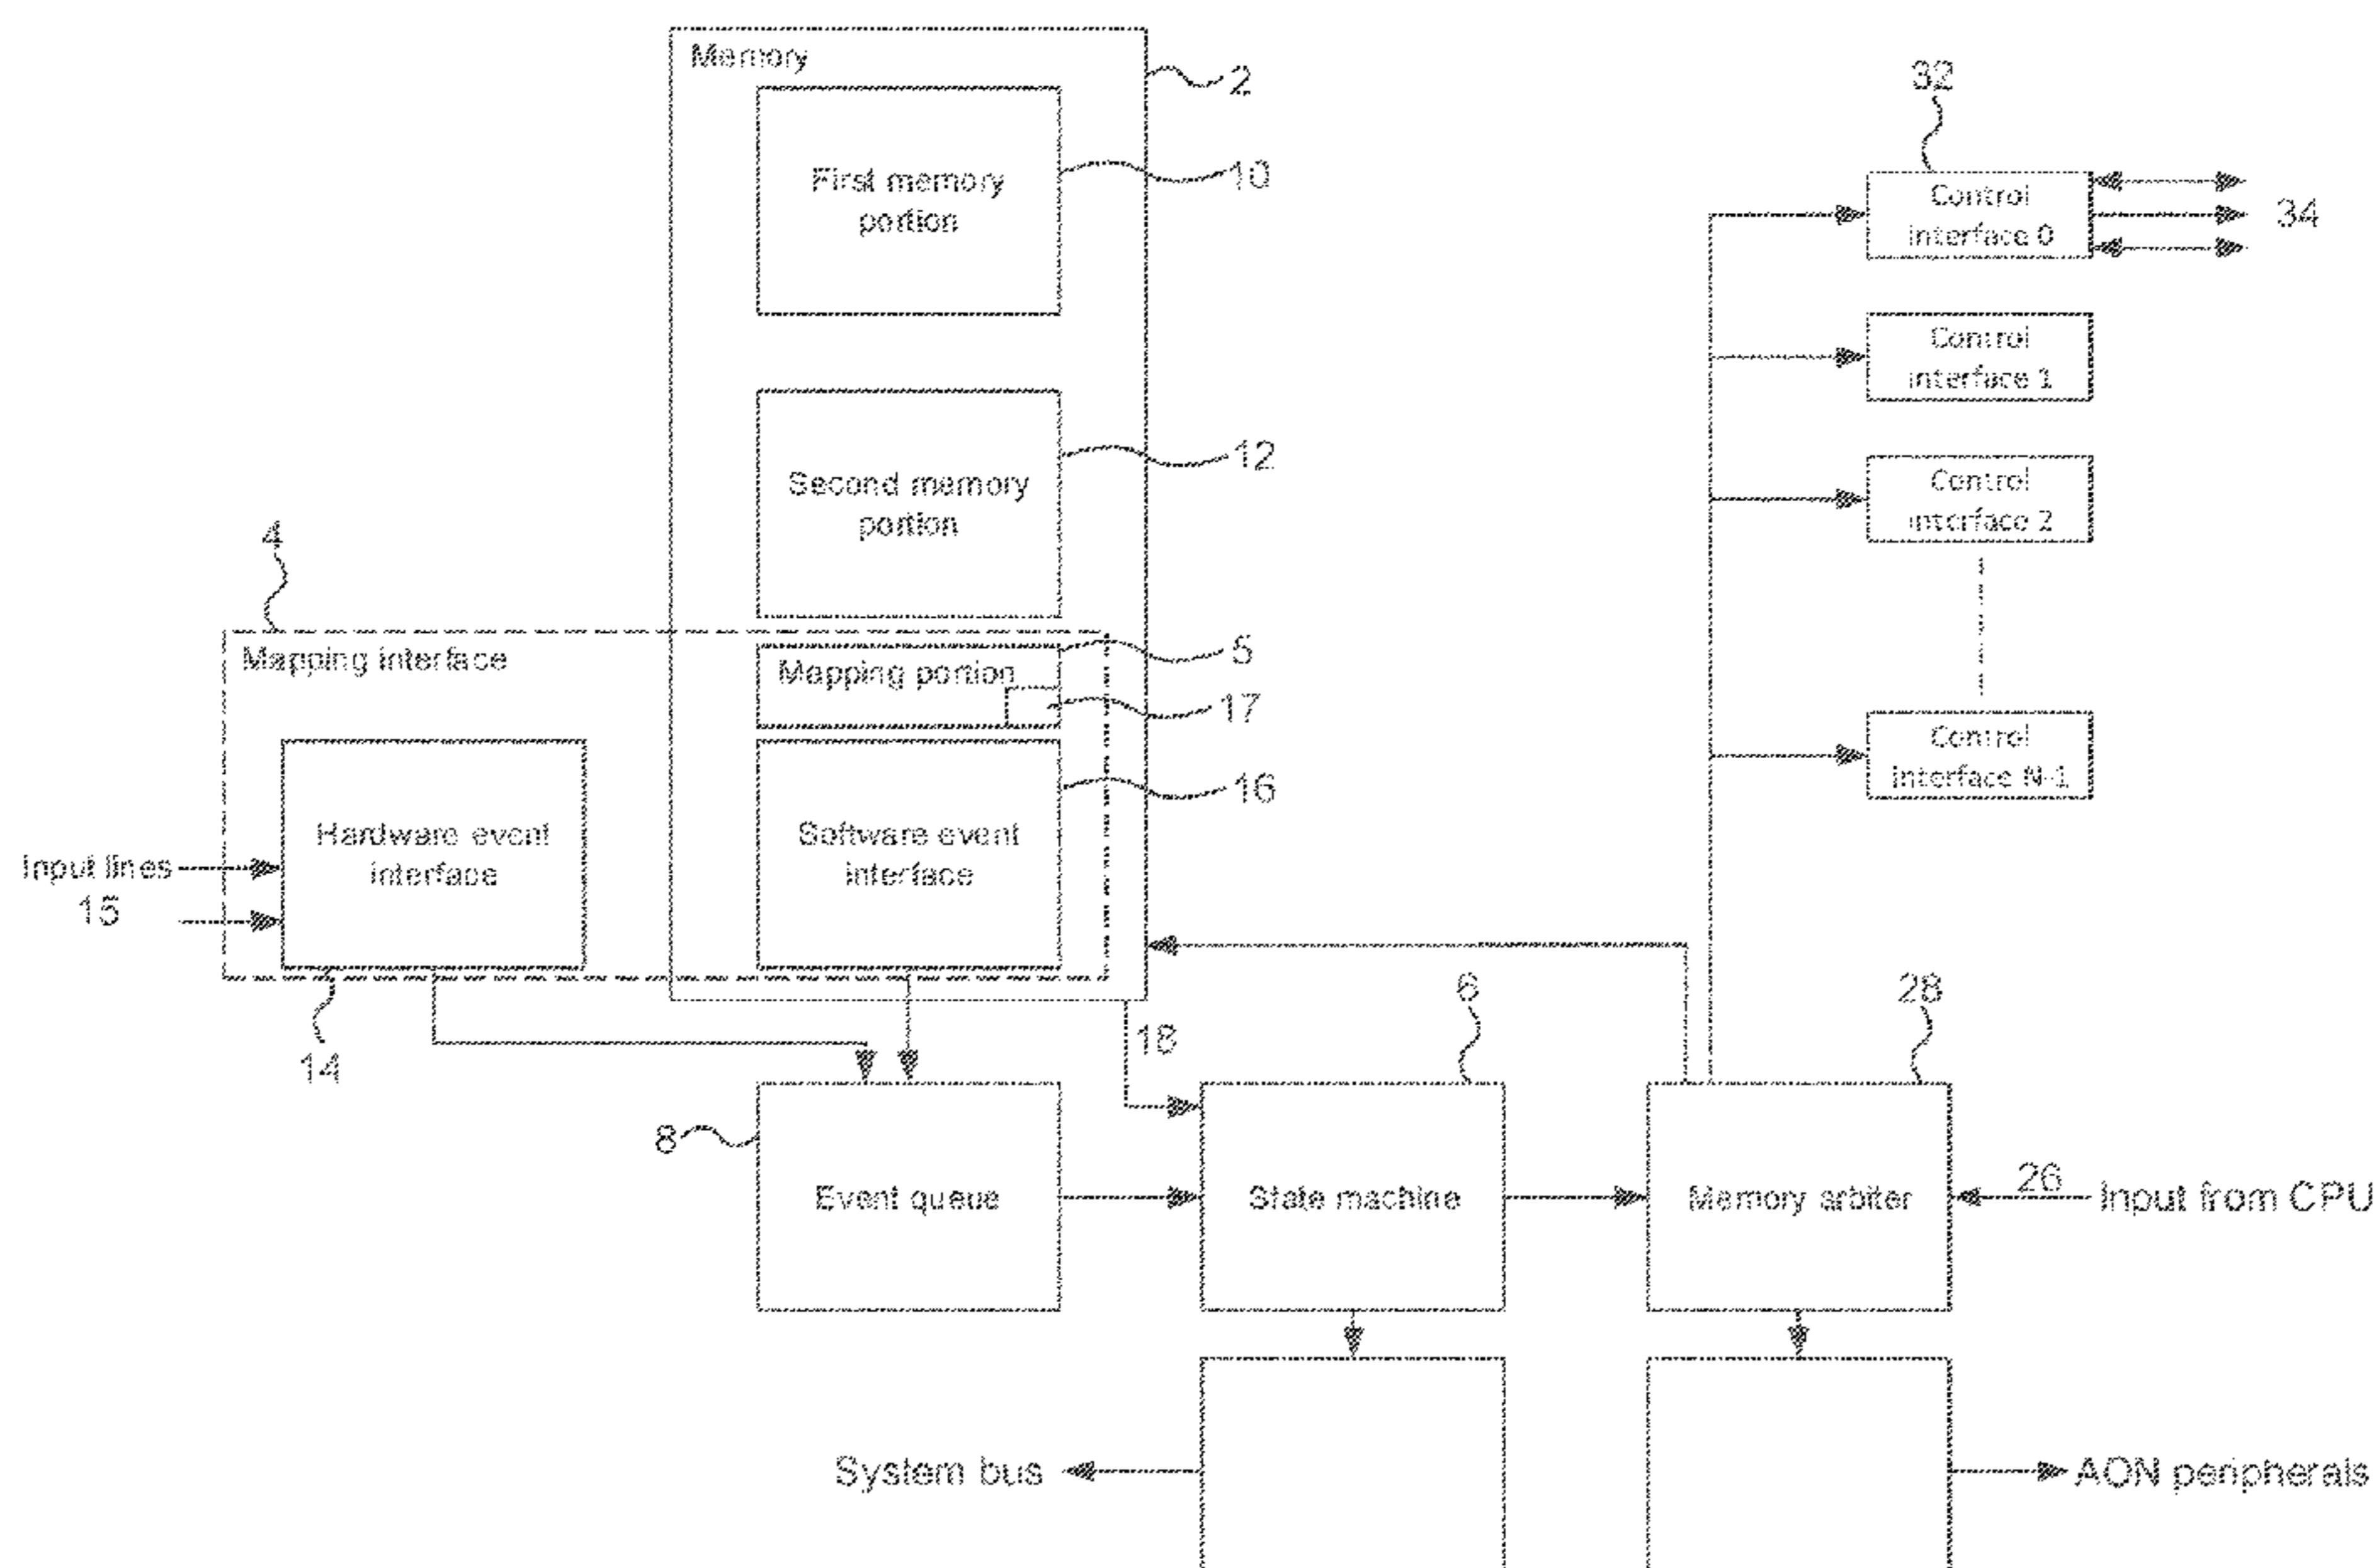 Memory
2
First memory
portion
10
Second memory
portion
12
4
Mapping interface
Mapping portion
5
17
Hardware event
interface
Software event
interface
16
Input lines
15
14
18
8
Event queue
6
State machine
28
Memory arbiter
26
Input from CPU
32
Control
interface 0
34
Control
interface 1
Control
interface 2
Control
interface N-1
System bus
AON peripherals